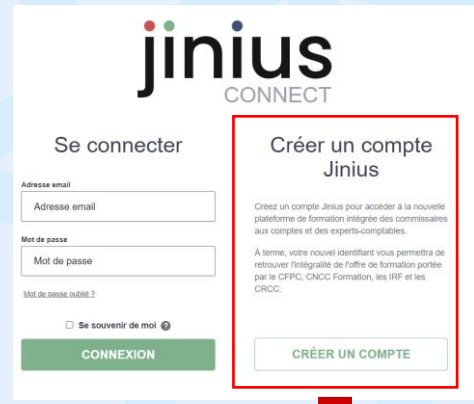 jinius
CONNECT
Se connecter
Adresse email
Adresse email
Mot de passe
Mot de passe
Mot de passe oublié ?
Se souvenir de moi ?
CONNEXION
Créer un compte
Jinius
Créez un compte Jinius pour accéder à la nouvelle
plateforme de formation intégrée des commissaires
aux comptes et des experts-comptables.
À terme, votre nouvel identifiant vous permettra de
retrouver l'intégralité de l'offre de formation portée
par le CFPC, CNCC Formation, les IRF et les
CRCC.
CRÉER UN COMPTE